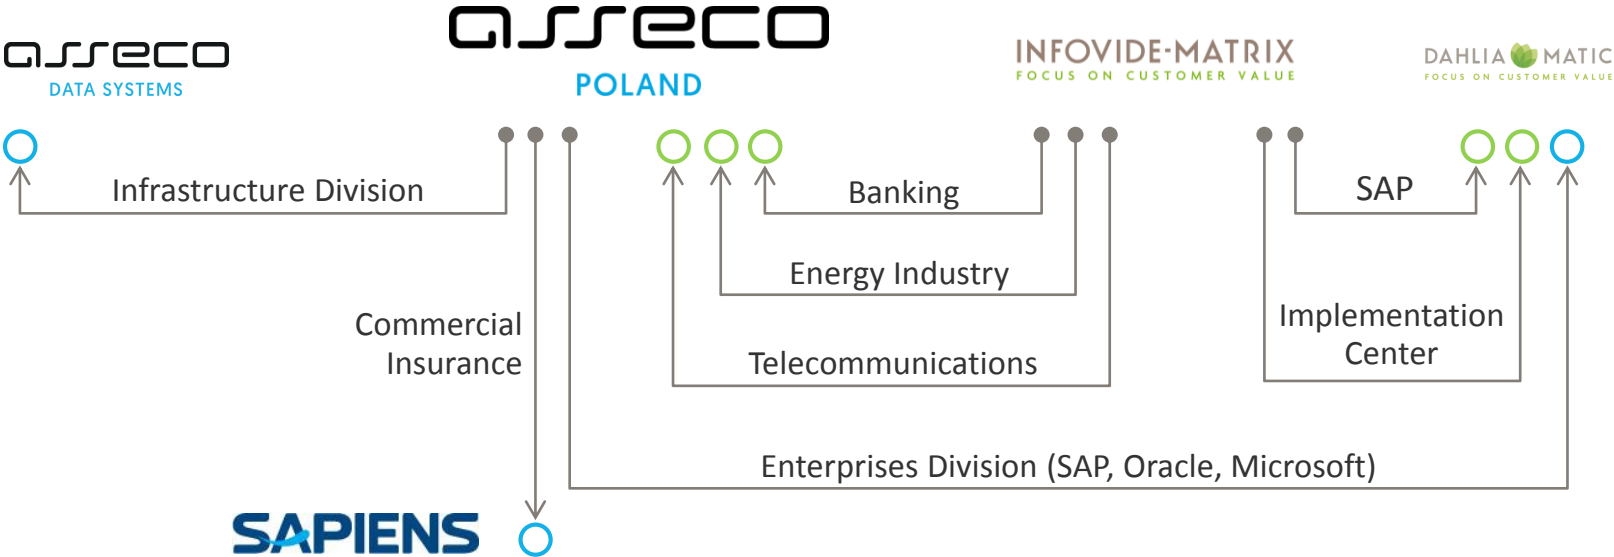 asseco
DATA SYSTEMS
asseco
POLAND
INFOVIDE-MATRIX
FOCUS ON CUSTOMER VALUE
DAHLIA MATIC
FOCUS ON CUSTOMER VALUE
Infrastructure Division
Banking
SAP
Energy Industry
Commercial
Insurance
Telecommunications
Implementation
Center
Enterprises Division (SAP, Oracle, Microsoft)
SAPIENS